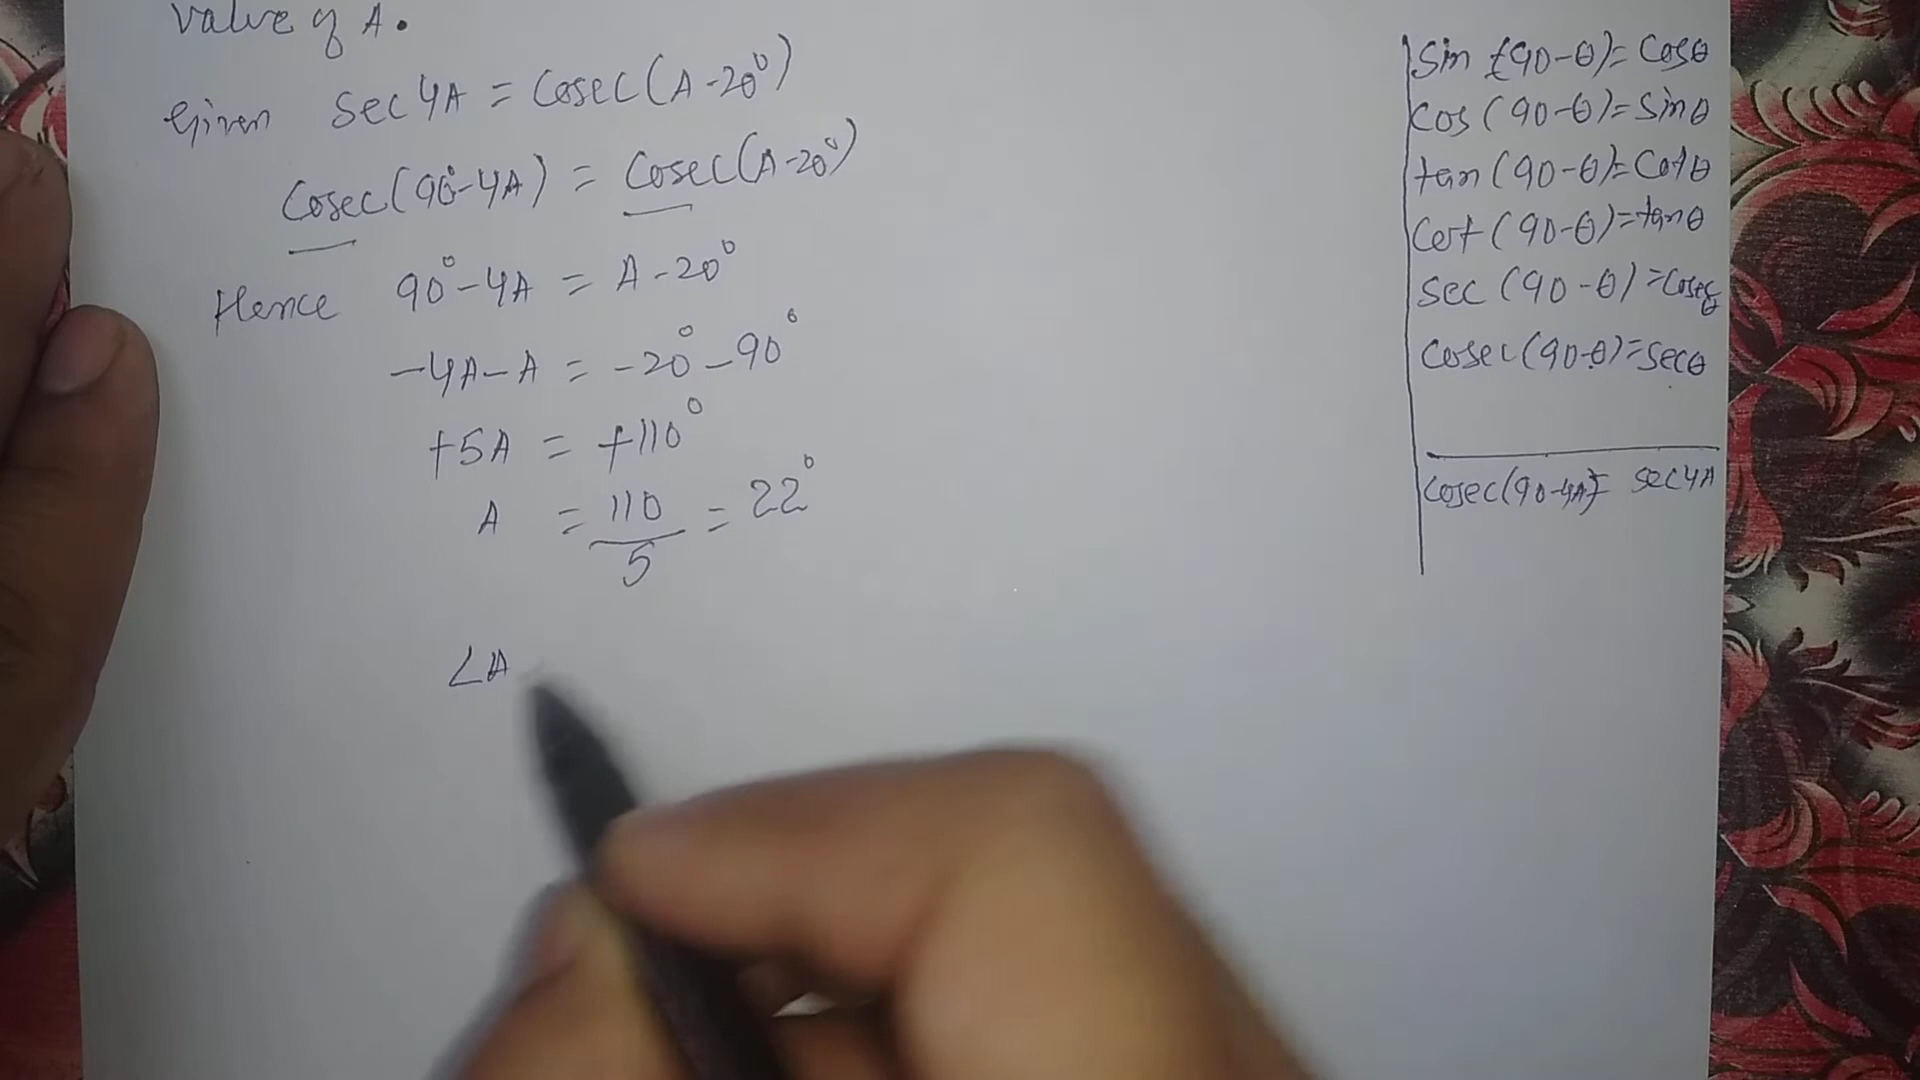 value of A.
Given sec4A = Cosec(A-20°)
Cosec(90°-4A) = Cosec(A-20°)
Hence 90°-4A = A-20°
-4A-A = -20°-90°
+5A = +110°
A = 110/5 = 22°
∠A
Sin (90-θ)=Cosθ
Cos (90-θ)=Sinθ
tan (90-θ)=Cotθ
Cot (90-θ)=tanθ
Sec (90-θ)=Cosecθ
Cosec(90-θ)=Secθ
Cosec(90-4A)= Sec4A